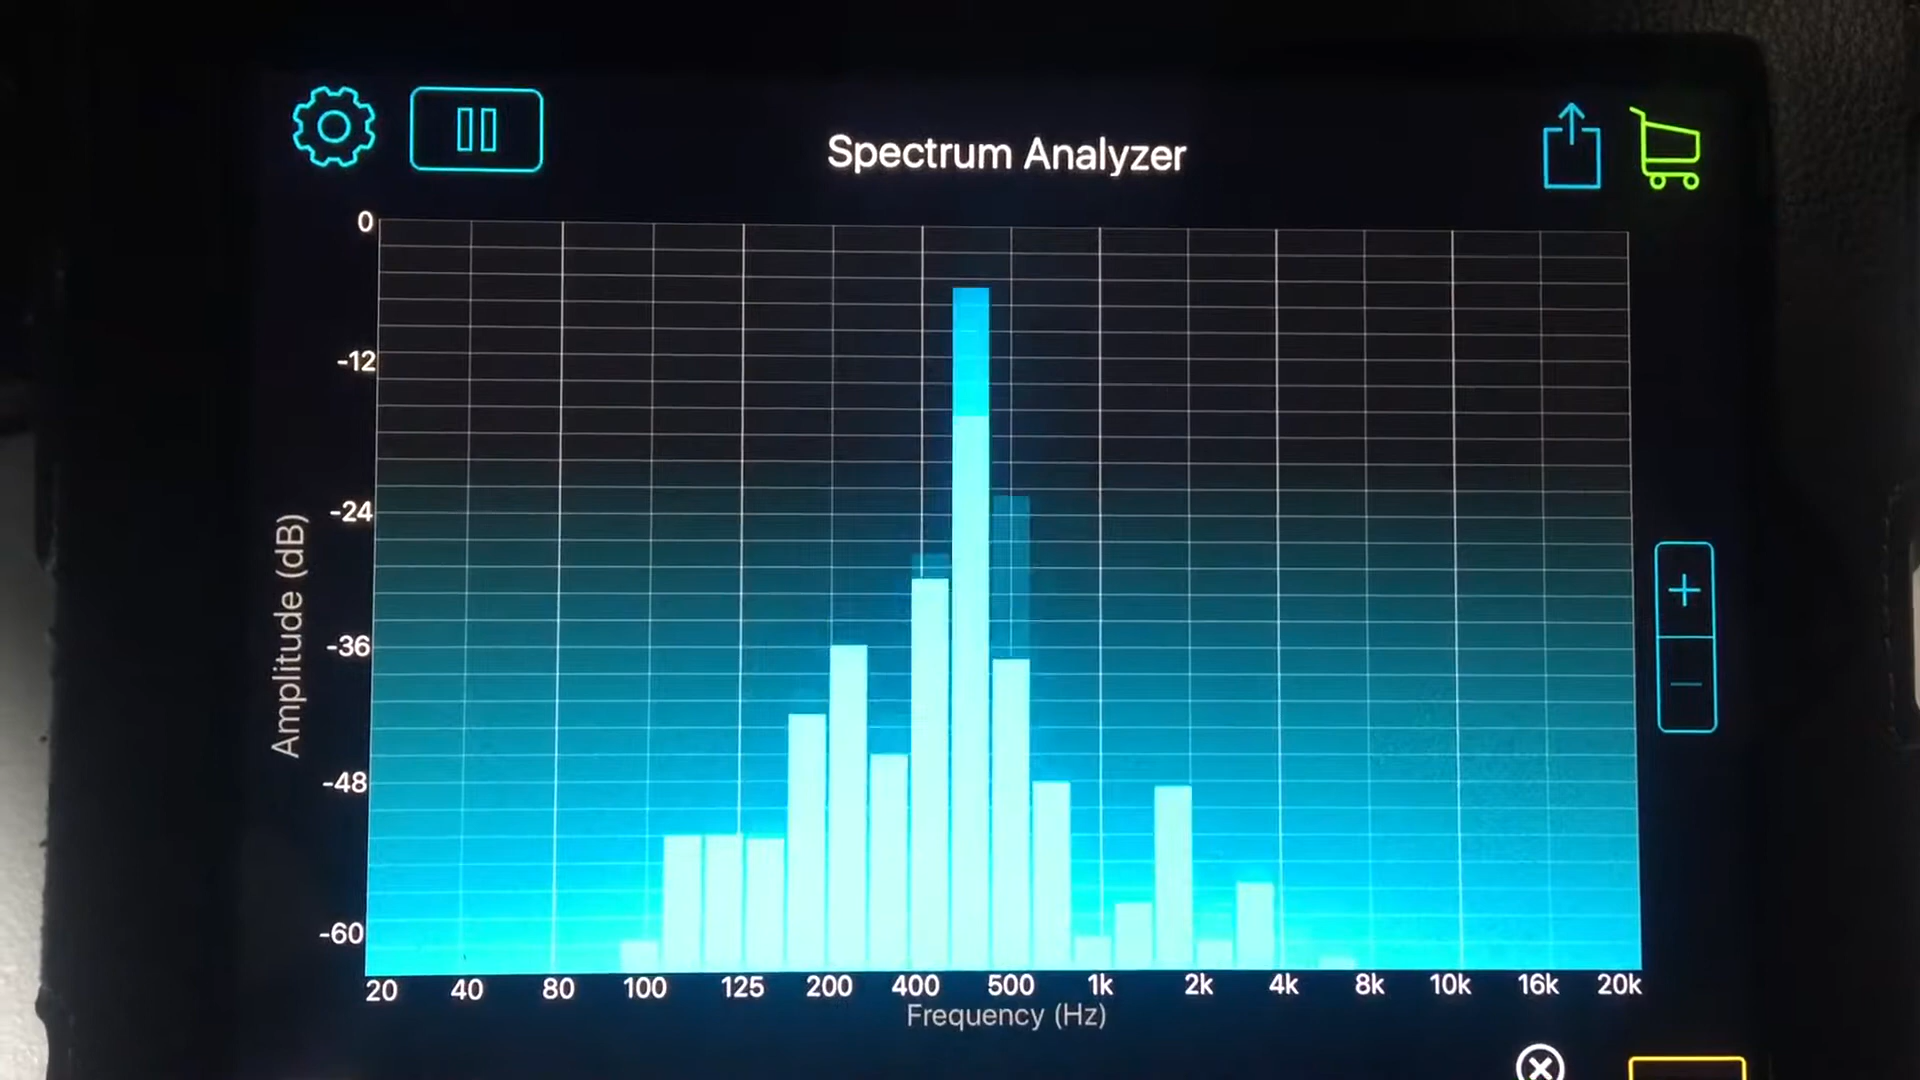 Spectrum Analyzer
0
-12
-24
-36
-48
-60
Amplitude (dB)
20 40 80 100 125 200 400 500 1k 2k 4k 8k 10k 16k 20k
Frequency (Hz)